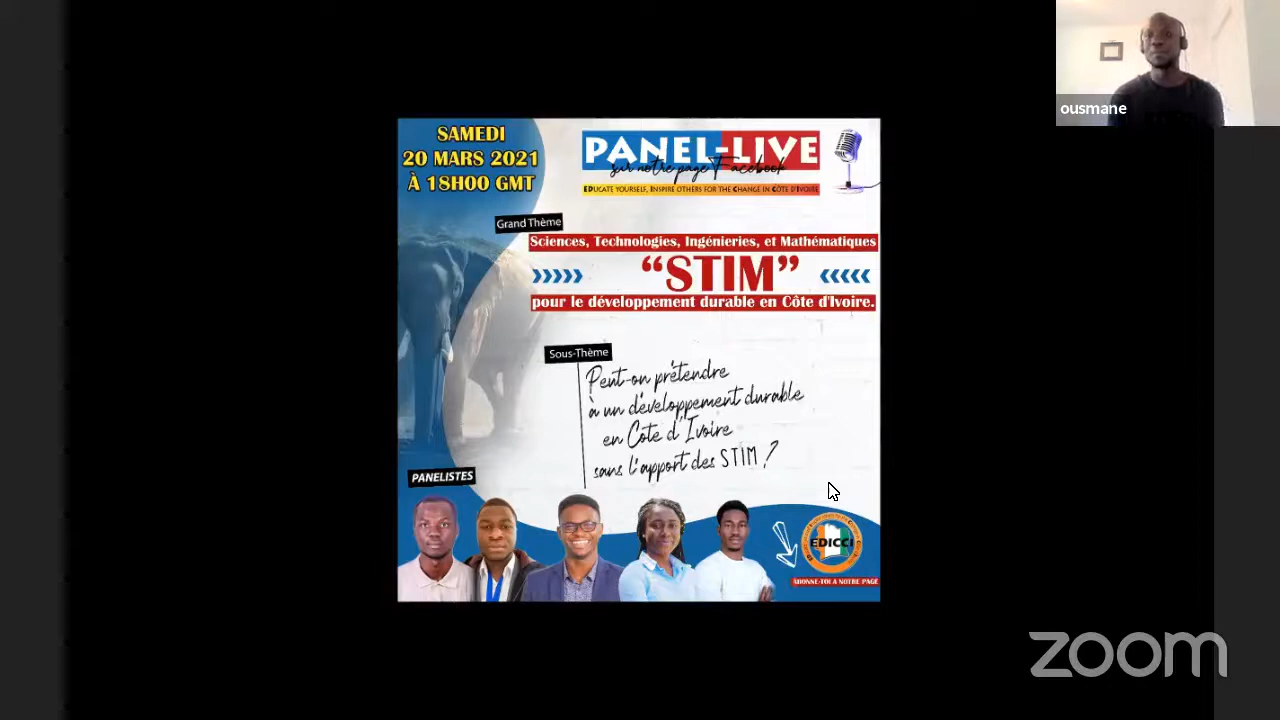 ousmane
SAMEDI
20 MARS 2021
À 18H00 GMT
PANEL-LIVE
sur notre page Facebook
EDUCATE YOURSELF, INSPIRE OTHERS FOR THE CHANGE IN CÔTE D'IVOIRE
Grand Thème
Sciences, Technologies, Ingénieries, et Mathématiques
“STIM”
pour le développement durable en Côte d'Ivoire.
Sous-Thème
Peut-on prétendre
à un développement durable
en Côte d'Ivoire
sans l'apport des STIM ?
PANELISTES
EDICCI
ABONNE-TOI A NOTRE PAGE
zoom